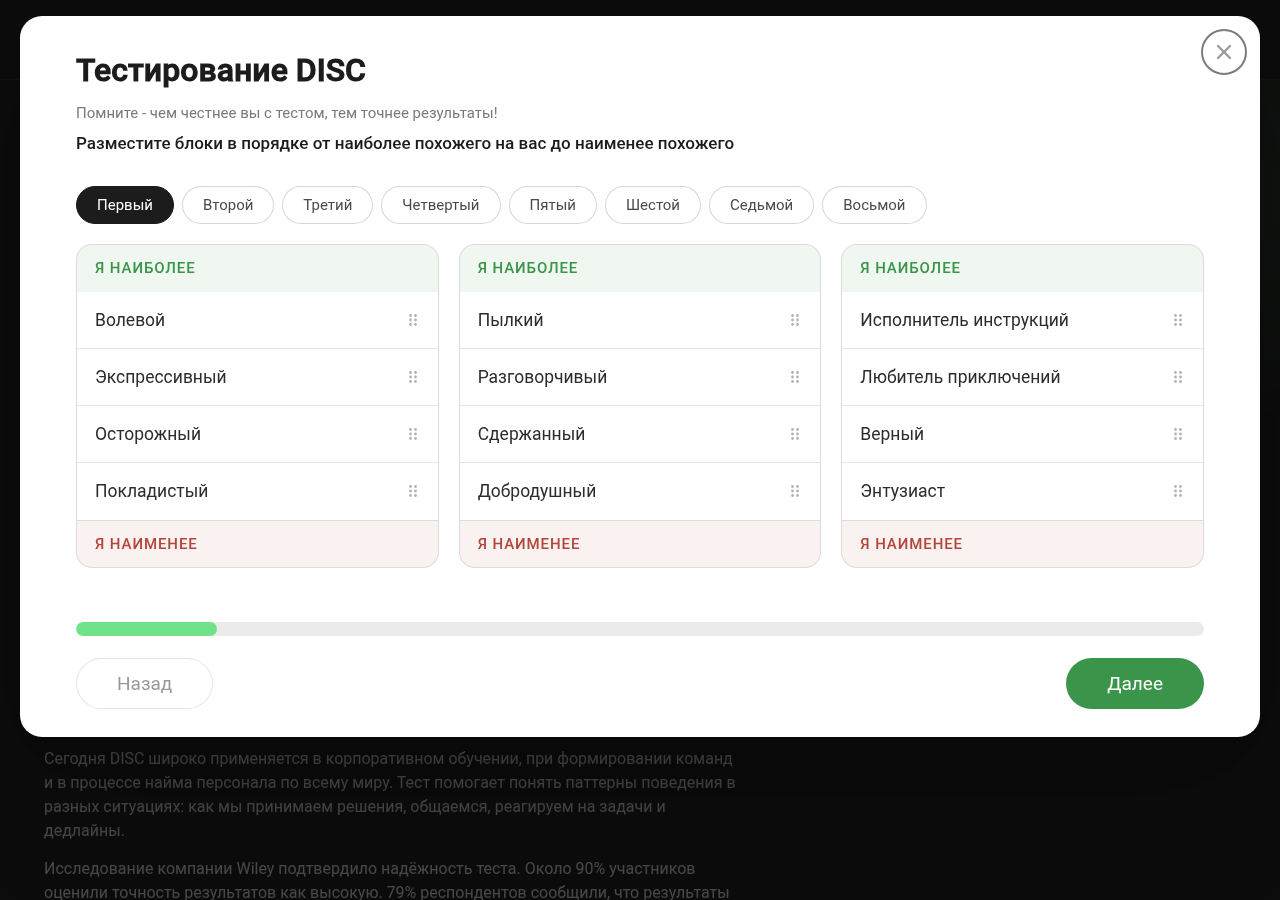 Тестирование DISC
Помните - чем честнее вы с тестом, тем точнее результаты!
Разместите блоки в порядке от наиболее похожего на вас до наименее похожего
Первый Второй Третий Четвертый Пятый Шестой Седьмой Восьмой
Я НАИБОЛЕЕ
Волевой
Экспрессивный
Осторожный
Покладистый
Я НАИМЕНЕЕ
Я НАИБОЛЕЕ
Пылкий
Разговорчивый
Сдержанный
Добродушный
Я НАИМЕНЕЕ
Я НАИБОЛЕЕ
Исполнитель инструкций
Любитель приключений
Верный
Энтузиаст
Я НАИМЕНЕЕ
Назад Далее
Сегодня DISC широко применяется в корпоративном обучении, при формировании команд
и в процессе найма персонала по всему миру. Тест помогает понять паттерны поведения в
разных ситуациях: как мы принимаем решения, общаемся, реагируем на задачи и
дедлайны.
Исследование компании Wiley подтвердило надёжность теста. Около 90% участников
оценили точность результатов как высокую. 79% респондентов сообщили, что результаты